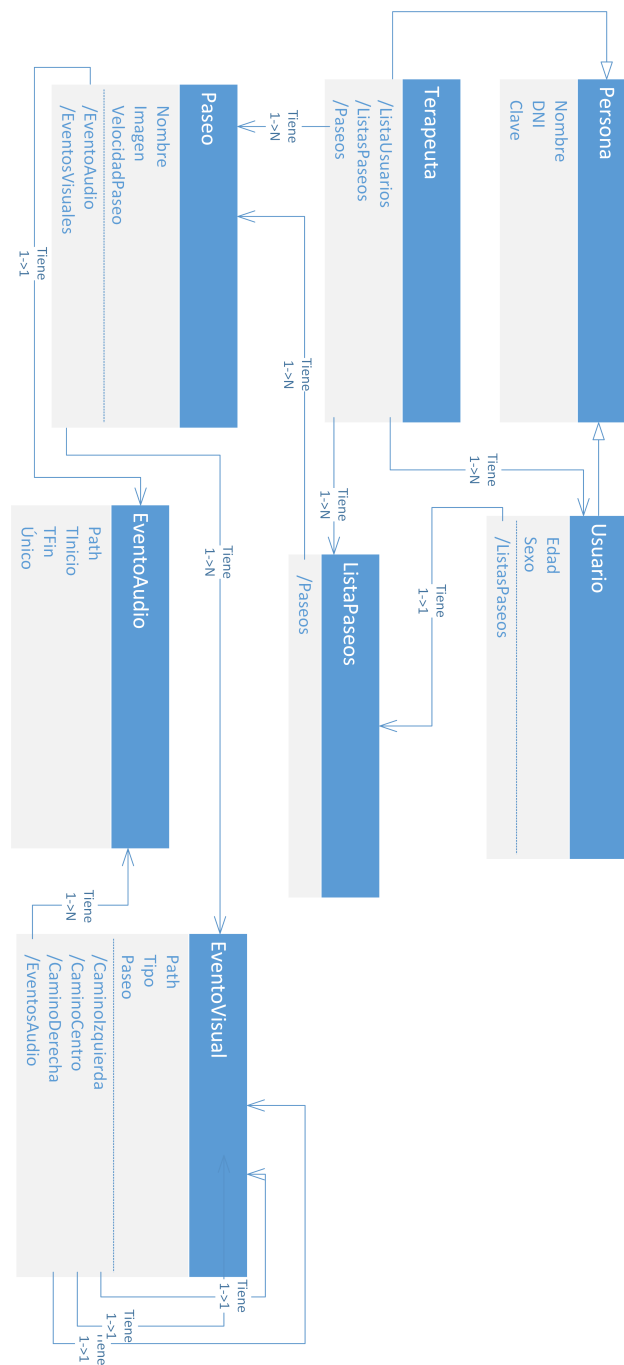 Persona
Nombre
DNI
Clave
Usuario
Edad
Sexo
/ListasPaseos
Terapeuta
/ListaUsuarios
/ListasPaseos
/Paseos
Tiene
1->N
Tiene
1->1
Tiene
1->N
ListaPaseos
/Paseos
Tiene
1->N
Tiene
1->N
Paseo
Nombre
Imagen
VelocidadPaseo
/EventoAudio
/EventosVisuales
Tiene
1->N
EventoVisual
Path
Tipo
Paseo
/CaminoIzquierda
/CaminoCentro
/CaminoDerecha
/EventosAudio
Tiene
1->1
Tiene
1->1
Tiene
1->1
EventoAudio
Path
TInicio
TFin
Único
Tiene
1->1
Tiene
1->N